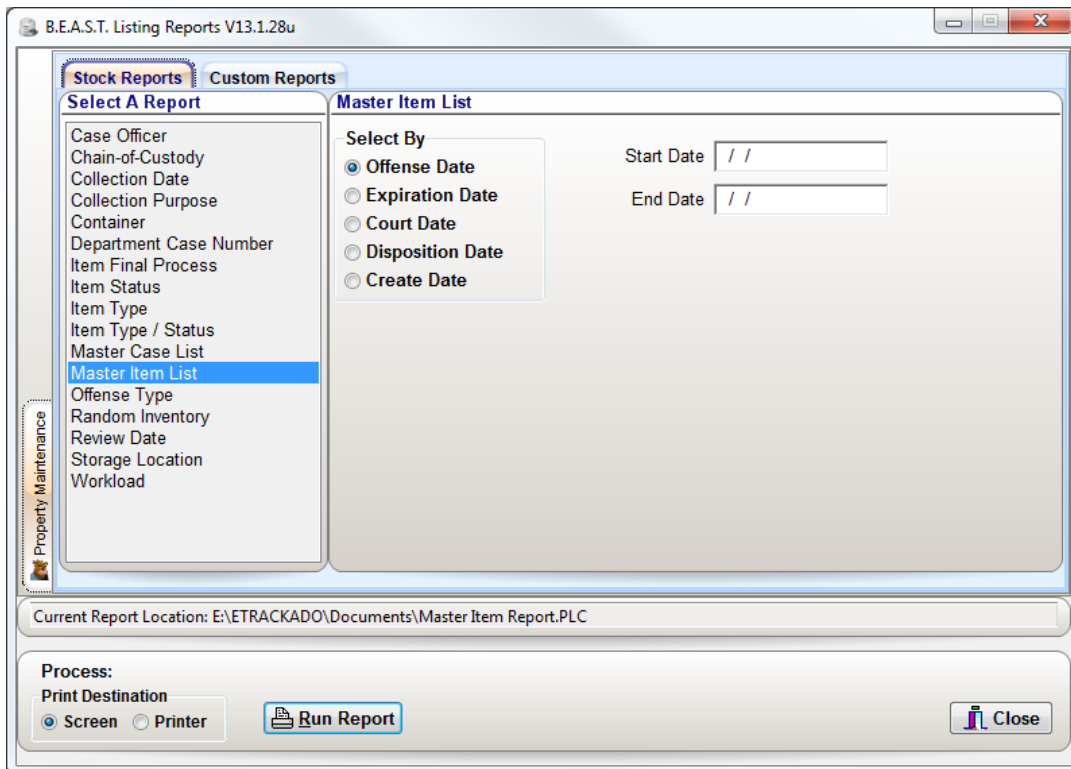 B.E.A.S.T. Listing Reports V13.1.28u
Stock Reports
Custom Reports
Select A Report
Case Officer
Chain-of-Custody
Collection Date
Collection Purpose
Container
Department Case Number
Item Final Process
Item Status
Item Type
Item Type / Status
Master Case List
Master Item List
Offense Type
Random Inventory
Review Date
Storage Location
Workload
Master Item List
Select By
Offense Date
Expiration Date
Court Date
Disposition Date
Create Date
Start Date / /
End Date / /
Property Maintenance
Current Report Location: E:\ETRACKADO\Documents\Master Item Report.PLC
Process:
Print Destination
Screen Printer
Run Report
Close